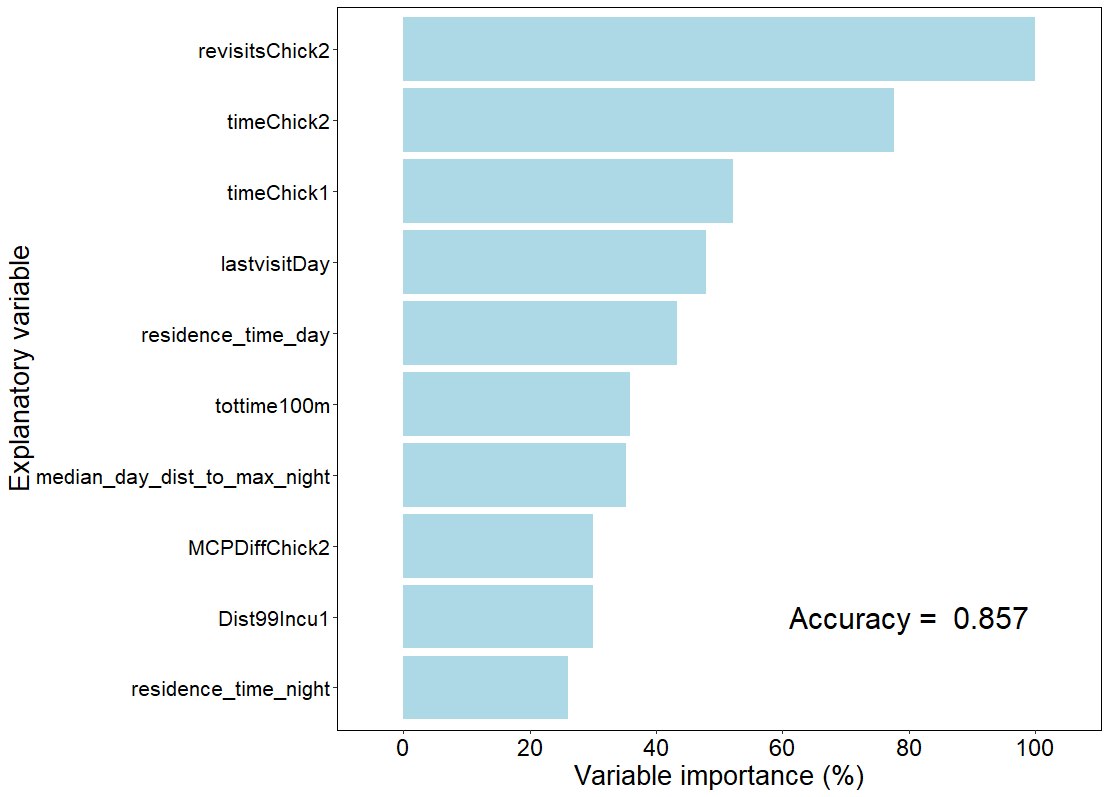 Explanatory variable
revisitsChick2
timeChick2
timeChick1
lastvisitDay
residence_time_day
tottime100m
median_day_dist_to_max_night
MCPDiffChick2
Dist99Incu1
residence_time_night
Accuracy =  0.857
0 20 40 60 80 100
Variable importance (%)